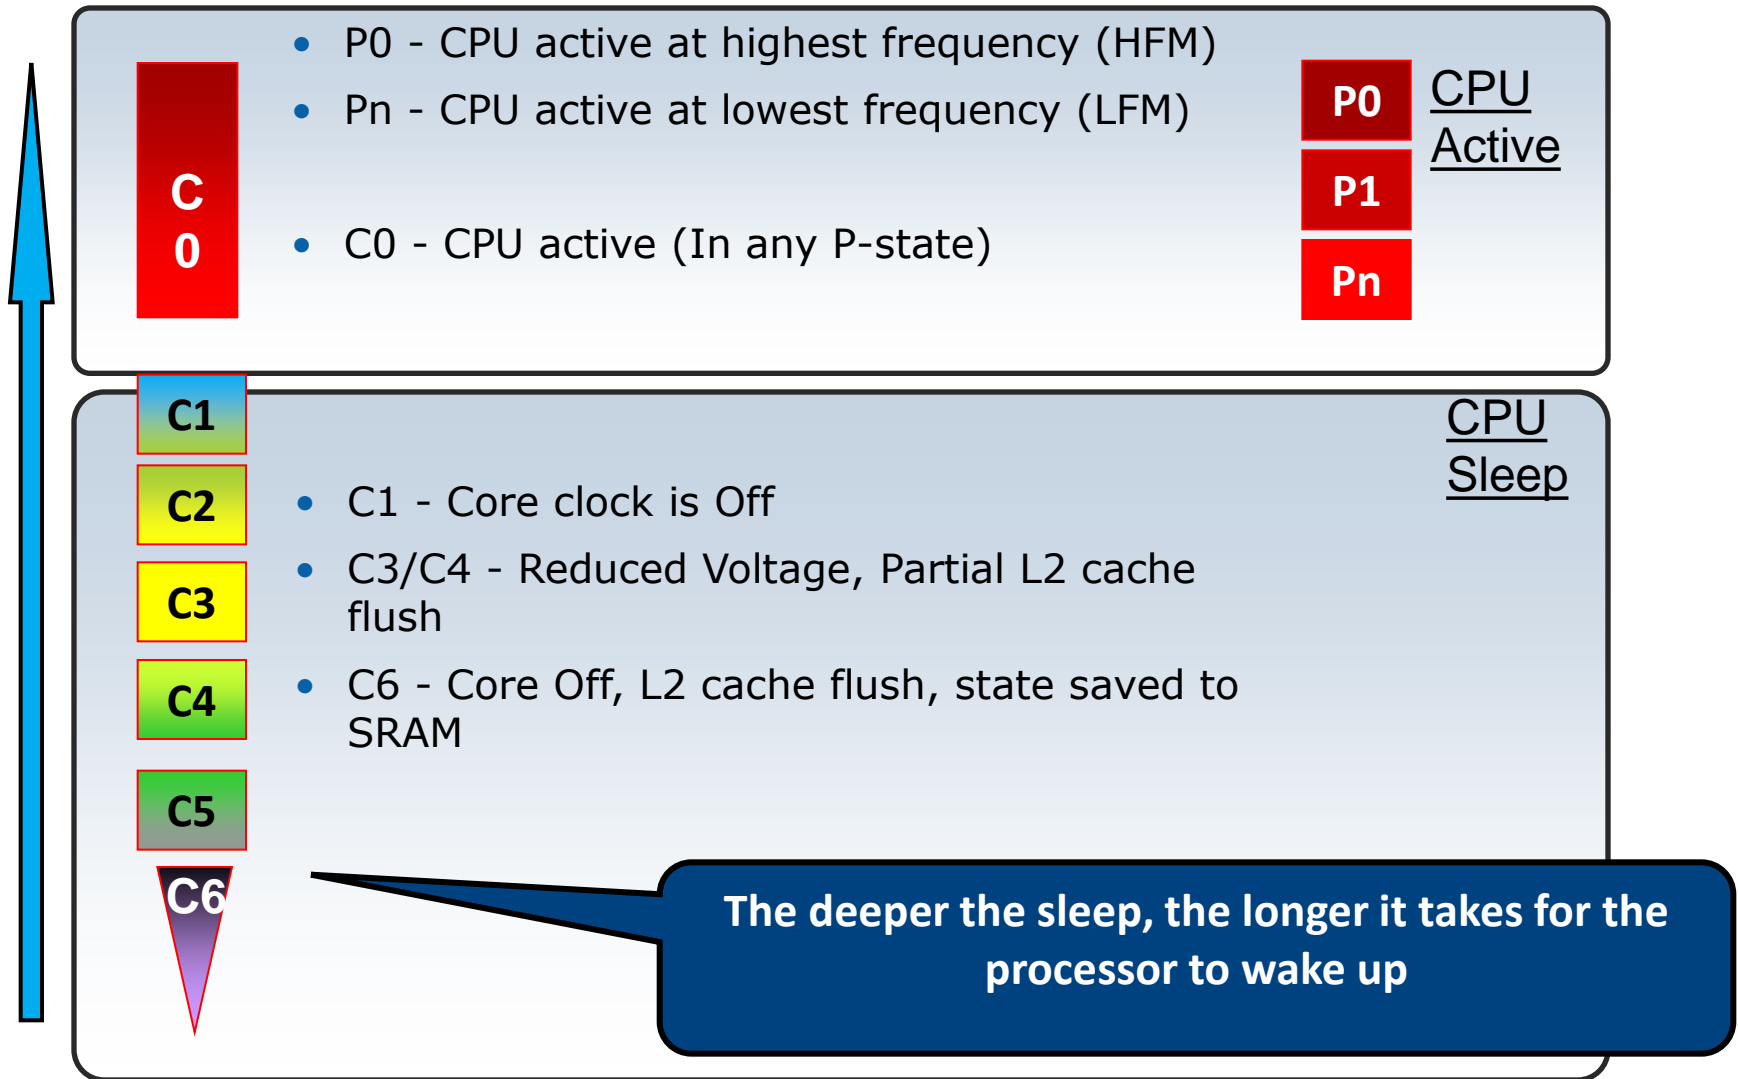 • P0 - CPU active at highest frequency (HFM)
• Pn - CPU active at lowest frequency (LFM)
• C0 - CPU active (In any P-state)
C
0
P0
P1
Pn
CPU
Active
C1
C2
C3
C4
C5
C6
CPU
Sleep
• C1 - Core clock is Off
• C3/C4 - Reduced Voltage, Partial L2 cache
flush
• C6 - Core Off, L2 cache flush, state saved to
SRAM
The deeper the sleep, the longer it takes for the
processor to wake up